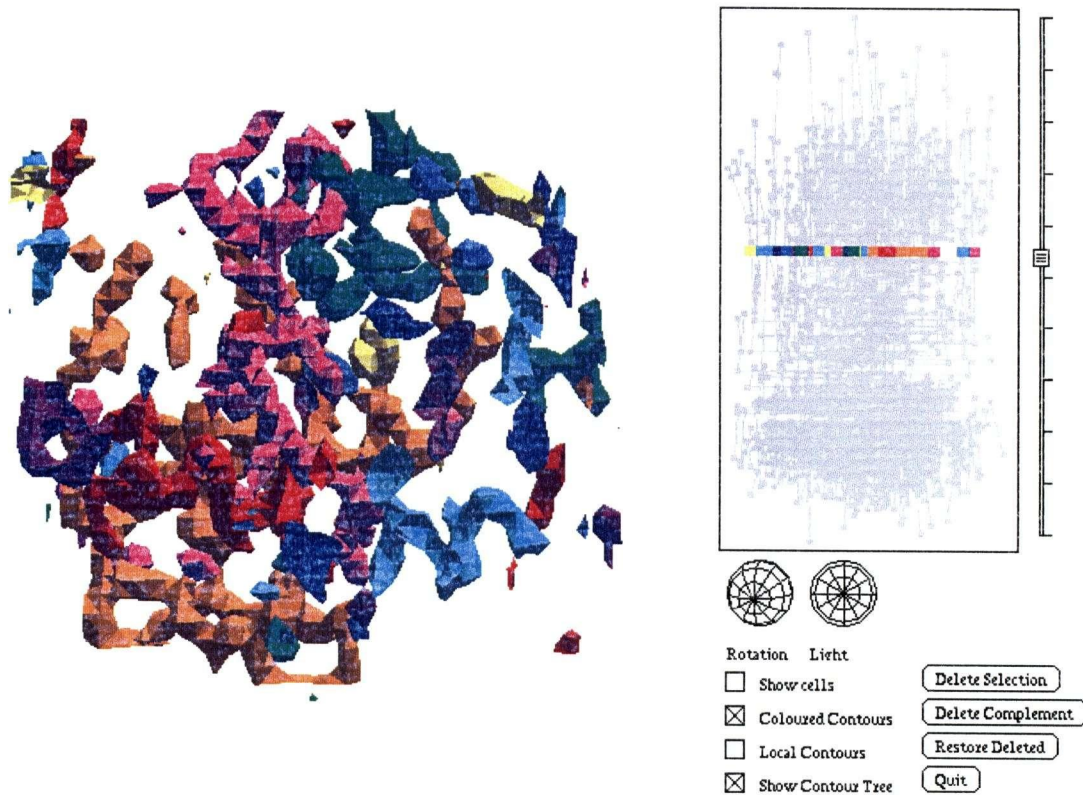 Rotation Light
Show cells
Delete Selection
Coloured Contours
Delete Complement
Local Contours
Restore Deleted
Show Contour Tree
Quit